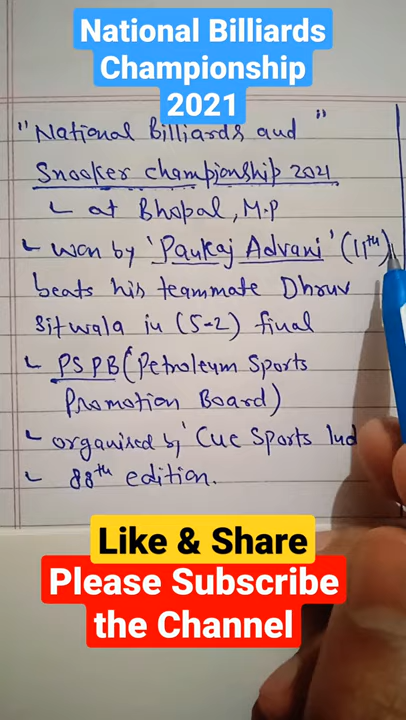 National Billiards
Championship
2021
"National Billiards and "
Snooker championship 2021
at Bhopal, M.P
won by 'Pankaj Advani' (11th)
beats his teammate Dhruv
Sitwala in (5-2) final
PSPB (Petroleum Sports
Promotion Board)
organised by 'Cue Sports Ind
88th edition.
Like & Share
Please Subscribe
the Channel